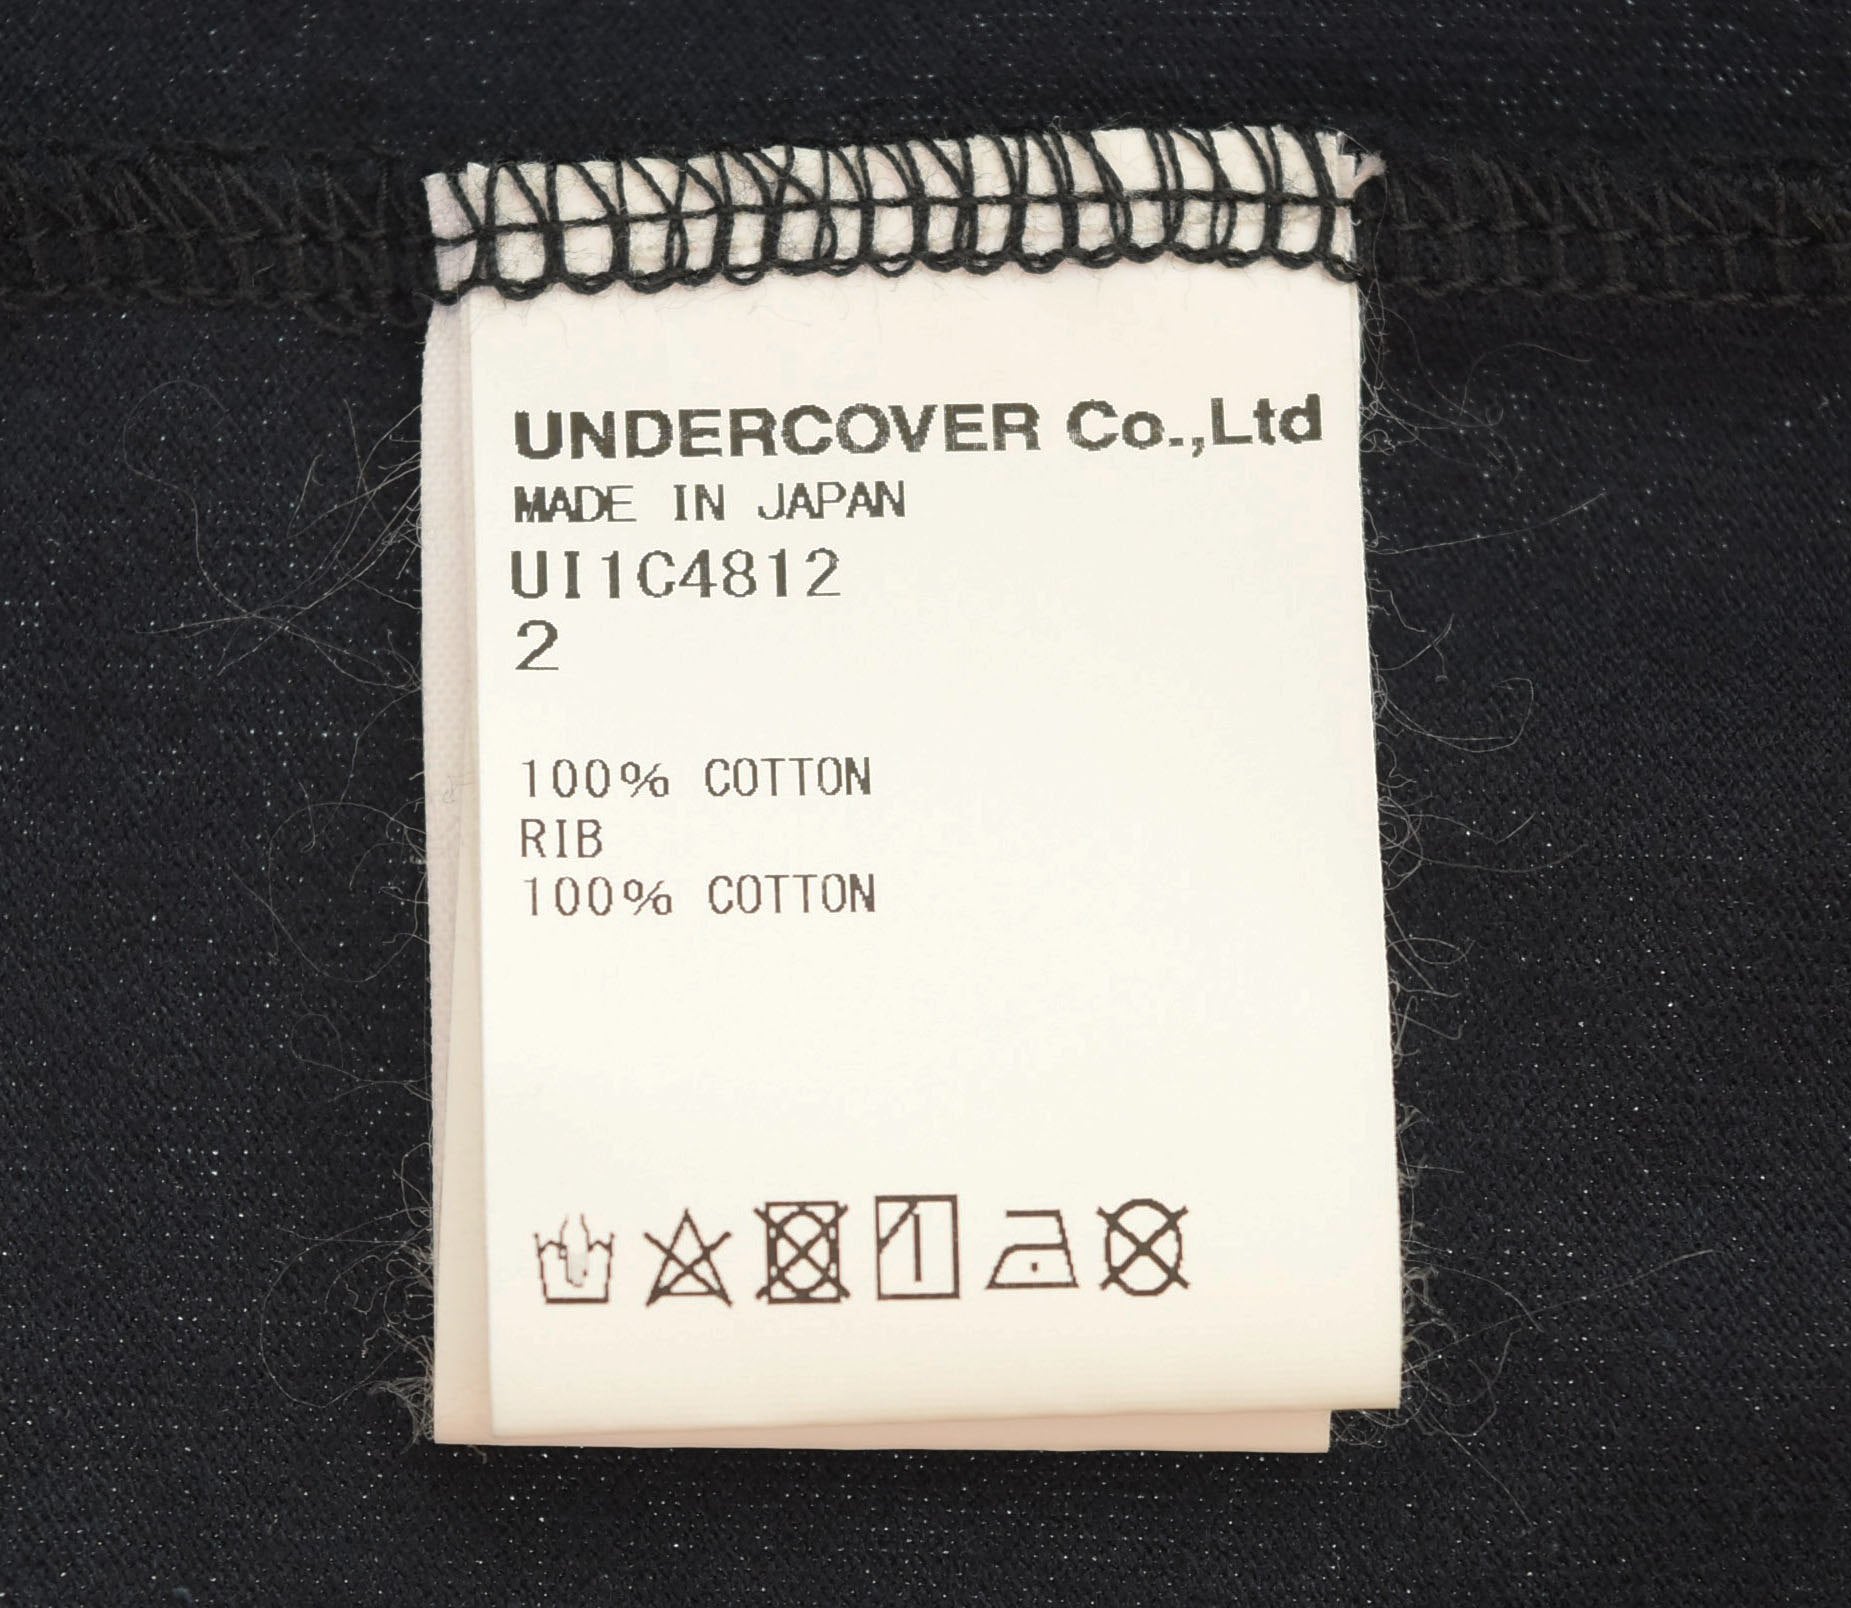 UNDERCOVER Co.,Ltd
MADE IN JAPAN
UI1C4812
2
100% COTTON
RIB
100% COTTON